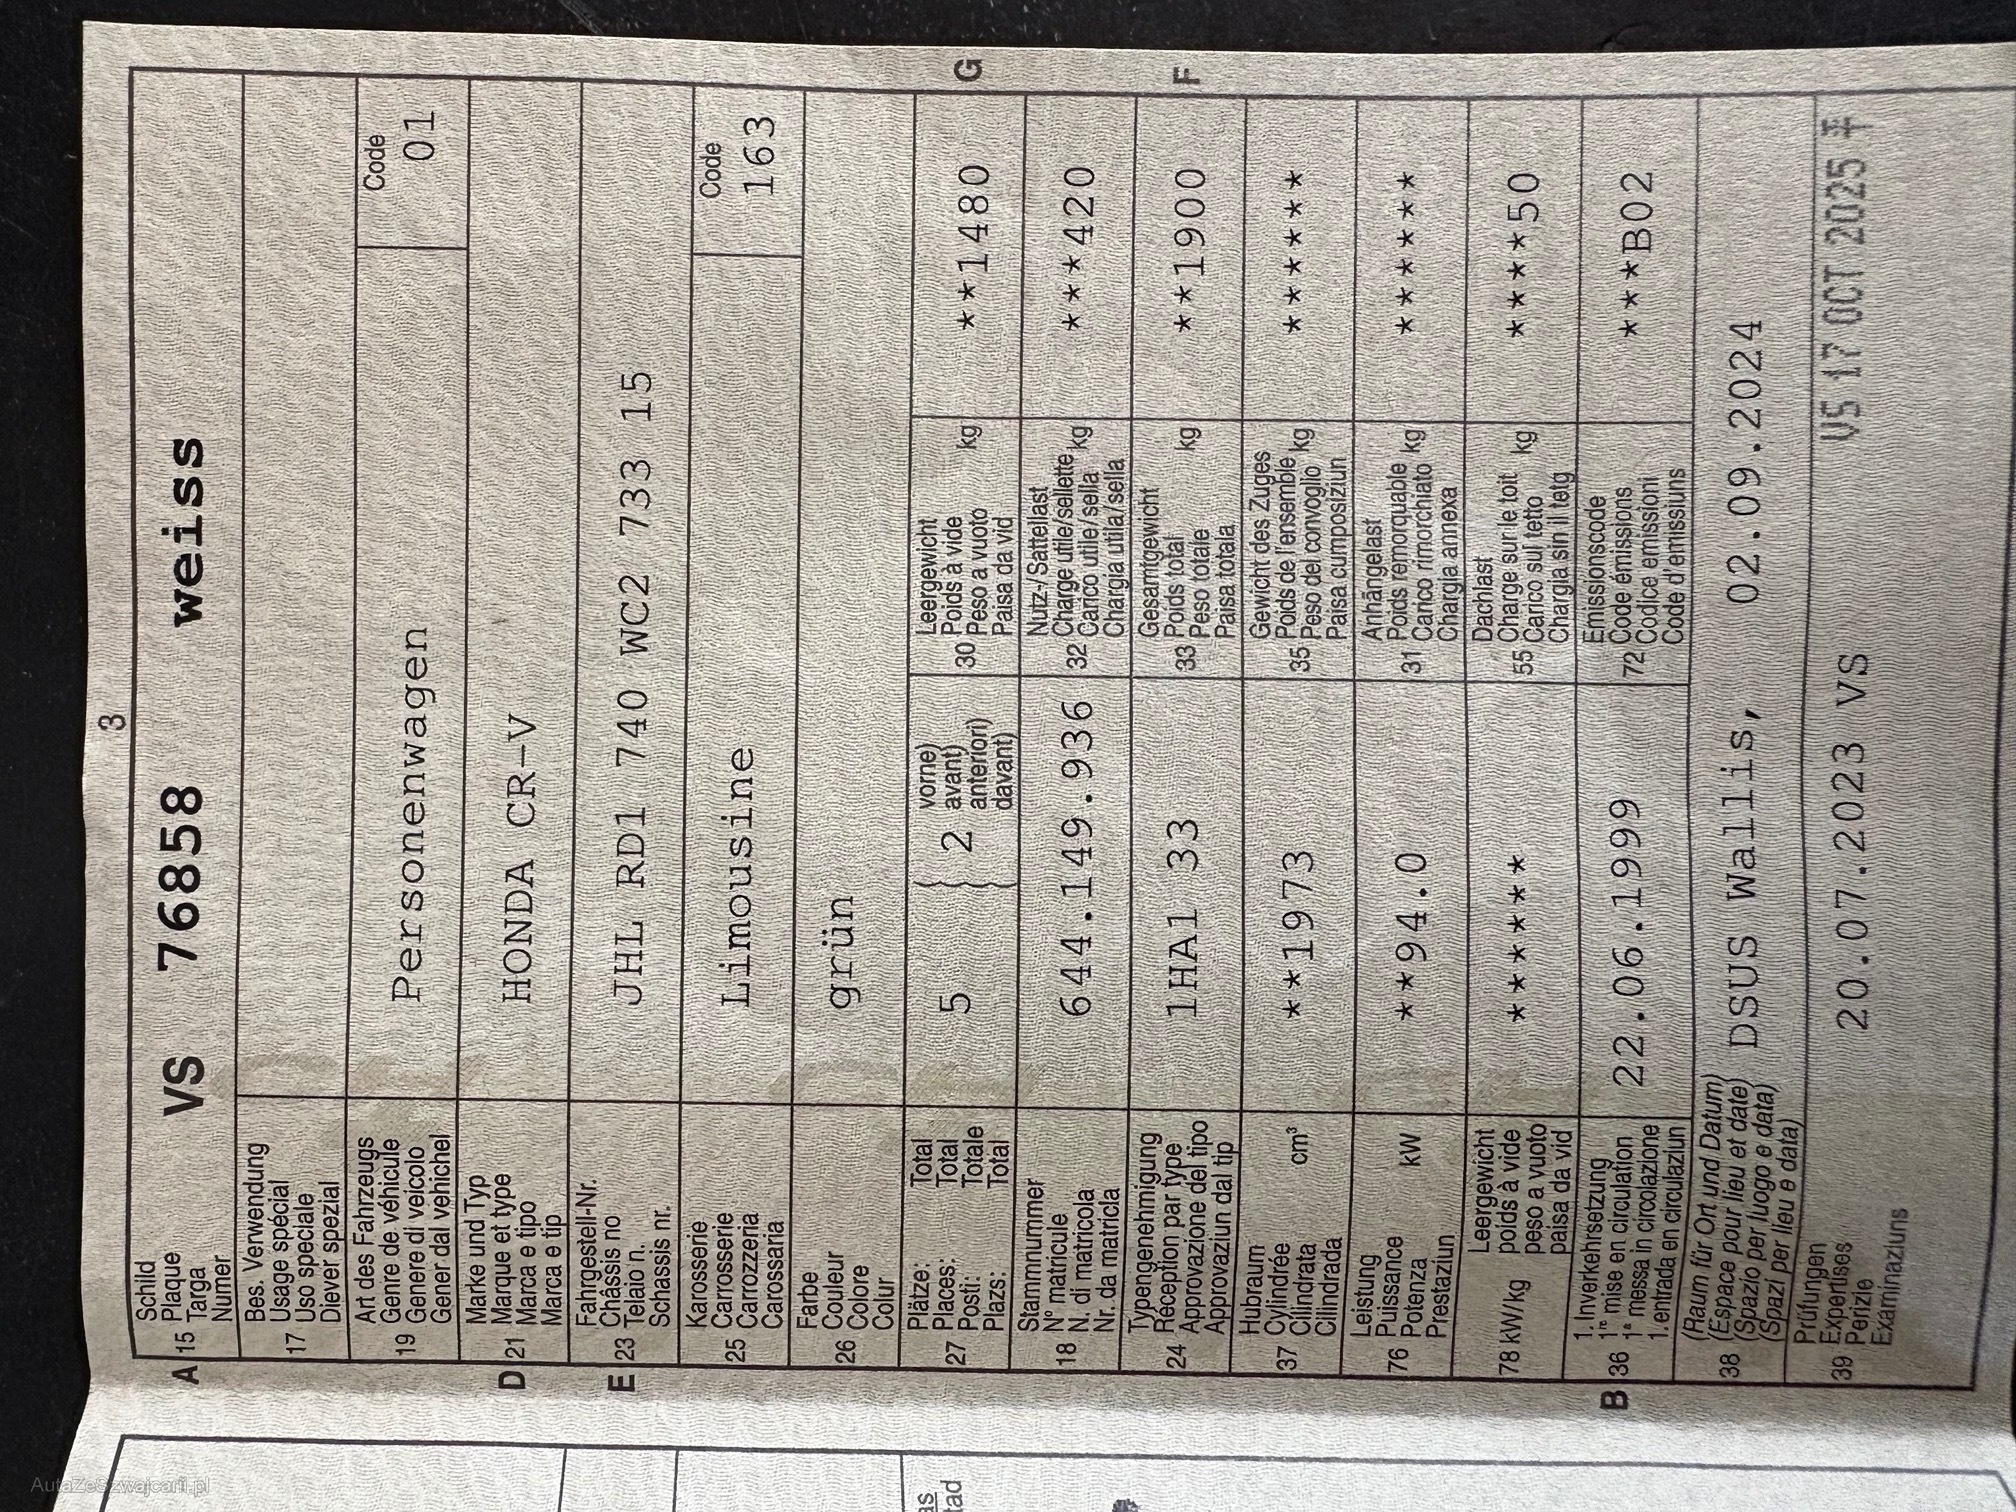 3
A 15 Schild
Plaque
Targa
Numer
VS 76858 weiss
17 Bes. Verwendung
Usage spécial
Uso speciale
Diever spezial
19 Art des Fahrzeugs
Genre de véhicule
Genere di veicolo
Gener dal vehichel
Personenwagen
Code
01
D 21 Marke und Typ
Marque et type
Marca e tipo
Marca e tip
HONDA CR-V
E 23 Fahrgestell-Nr.
Châssis no
Telaio n.
Schassis nr.
JHL RD1 740 WC2 733 15
25 Karosserie
Carrosserie
Carrozzeria
Carossaria
Limousine
Code
163
26 Farbe
Couleur
Colore
Colur
grün
27 Plätze: Total
Places: Total
Posti: Totale
Plazs: Total
5
2
vorne)
avant)
anteriori)
davant)
30 Leergewicht
Poids à vide
Peso a vuoto
Paisa da vid
kg
**1480
G
18 Stammnummer
N° matricule
N. di matricola
Nr. da matricla
644.149.936
32 Nutz-/Sattellast
Charge utile/sellette
Carico utile/sella
Chargia utila/sella
kg
***420
24 Typengenehmigung
Réception par type
Approvazione del tipo
Approvaziun dal tip
1HA1 33
33 Gesamtgewicht
Poids total
Peso totale
Paisa totala
kg
**1900
F
37 Hubraum
Cylindrée
Cilindrata
Cilindrada
cm³
**1973
35 Gewicht des Zuges
Poids de l'ensemble
Peso del convoglio
Paisa cumposiziun
kg
*******
76 Leistung
Puissance
Potenza
Prestaziun
kW
**94.0
31 Anhängelast
Poids remorquable
Carico rimorchiato
Chargia annexa
kg
*******
78 kW/kg Leergewicht
poids à vide
peso a vuoto
paisa da vid
******
55 Dachlast
Charge sur le toit
Carico sul tetto
Chargia sin il tetg
kg
*****50
B 36 1. Inverkehrsetzung
1re mise en circulation
1a messa in circolazione
1. entrada en circulaziun
22.06.1999
72 Emissionscode
Code émissions
Codice emissioni
Code d'emissiuns
***B02
38 (Raum für Ort und Datum)
(Espace pour lieu et date)
(Spazio per luogo e data)
(Spazi per lieu e data)
DSUS Wallis, 02.09.2024
39 Prüfungen
Expertises
Perizie
Examinaziuns
20.07.2023 VS
VS 17 OCT 2025
AutaZeSzwajcarii.pl
tad